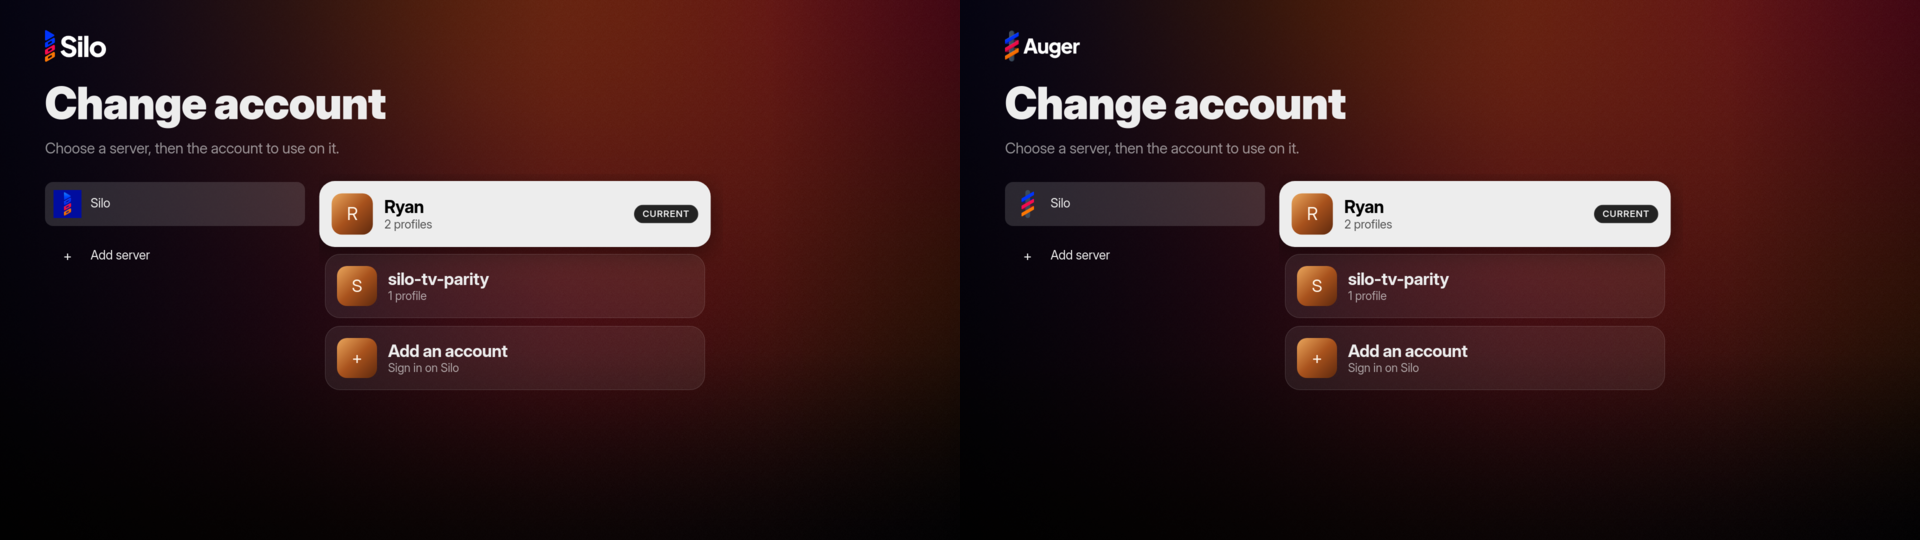 Silo
Change account
Choose a server, then the account to use on it.
Silo
+ Add server
R
Ryan
2 profiles
CURRENT
S
silo-tv-parity
1 profile
+
Add an account
Sign in on Silo
Auger
Change account
Choose a server, then the account to use on it.
Silo
+ Add server
R
Ryan
2 profiles
CURRENT
S
silo-tv-parity
1 profile
+
Add an account
Sign in on Silo